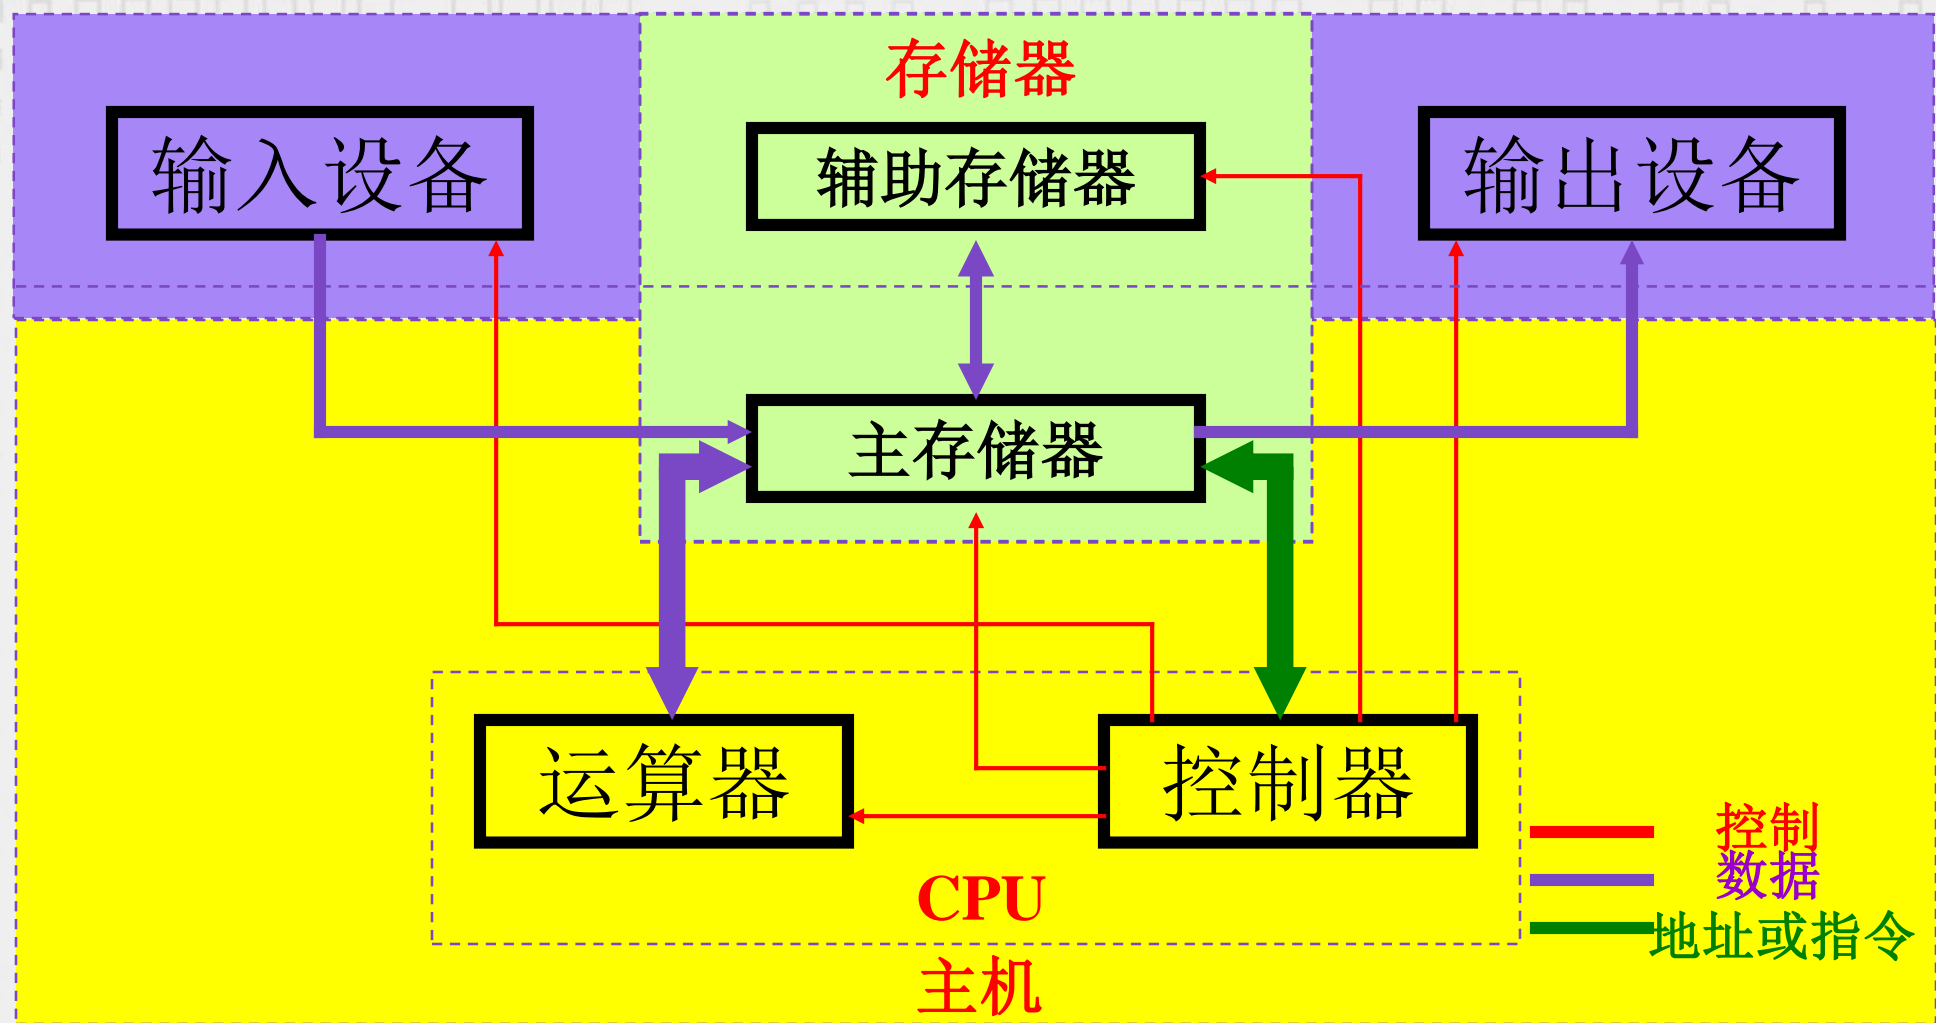 存储器
输入设备
辅助存储器
输出设备
主存储器
运算器
控制器
控制
数据
地址或指令
CPU
主机